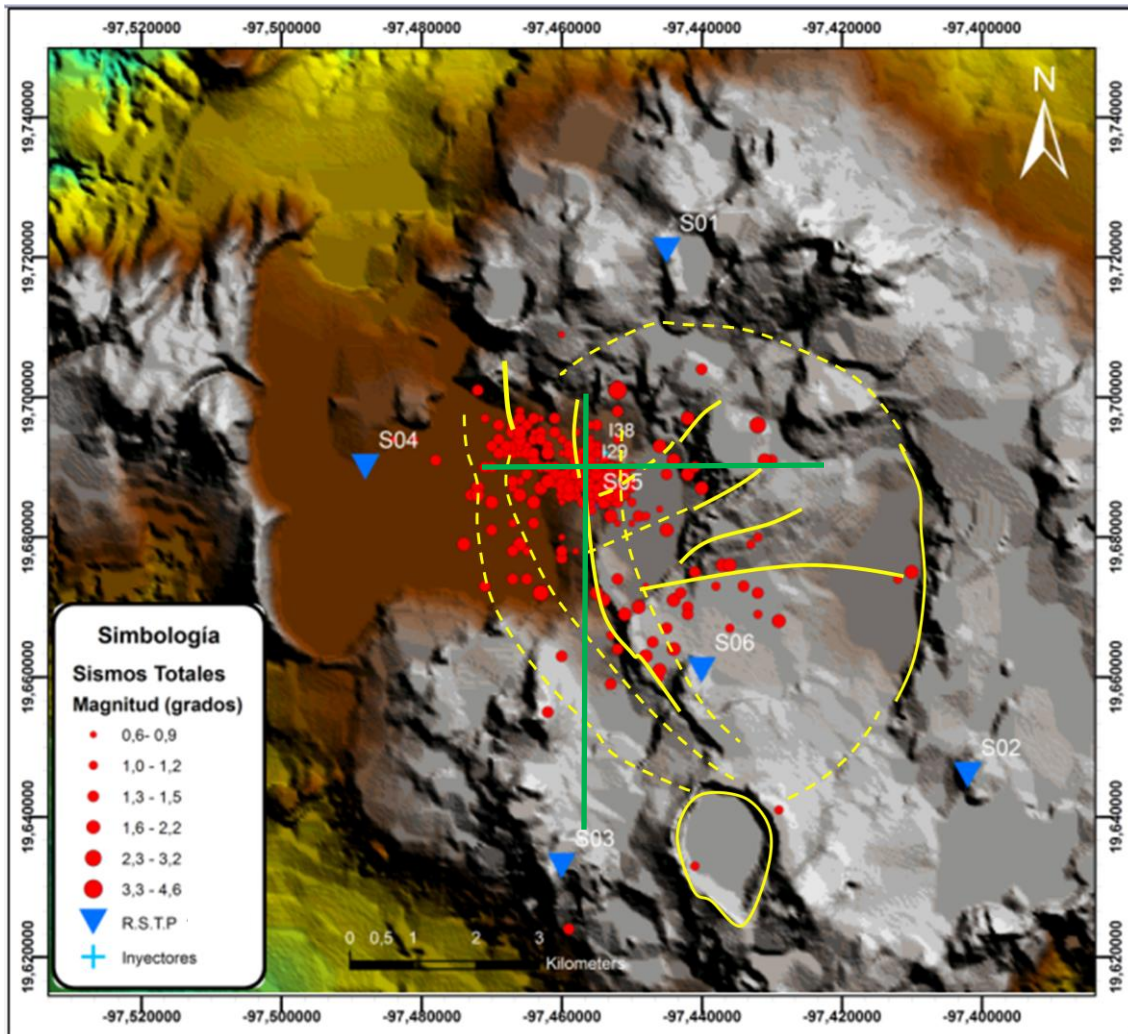 -97,520000 -97,500000 -97,480000 -97,460000 -97,440000 -97,420000 -97,400000
N
19,740000 19,740000
S01
19,720000 19,720000
19,700000 19,700000
I38
S04
I29
S05
19,680000 19,680000
Simbología
Sismos Totales
Magnitud (grados)
0,6- 0,9
1,0 - 1,2
1,3 - 1,5
1,6 - 2,2
2,3 - 3,2
3,3 - 4,6
R.S.T.P
Inyectores
S06
19,660000 19,660000
S02
19,640000 19,640000
S03
0 0,5 1 2 3
Kilometers
19,620000 19,620000
-97,520000 -97,500000 -97,480000 -97,460000 -97,440000 -97,420000 -97,400000